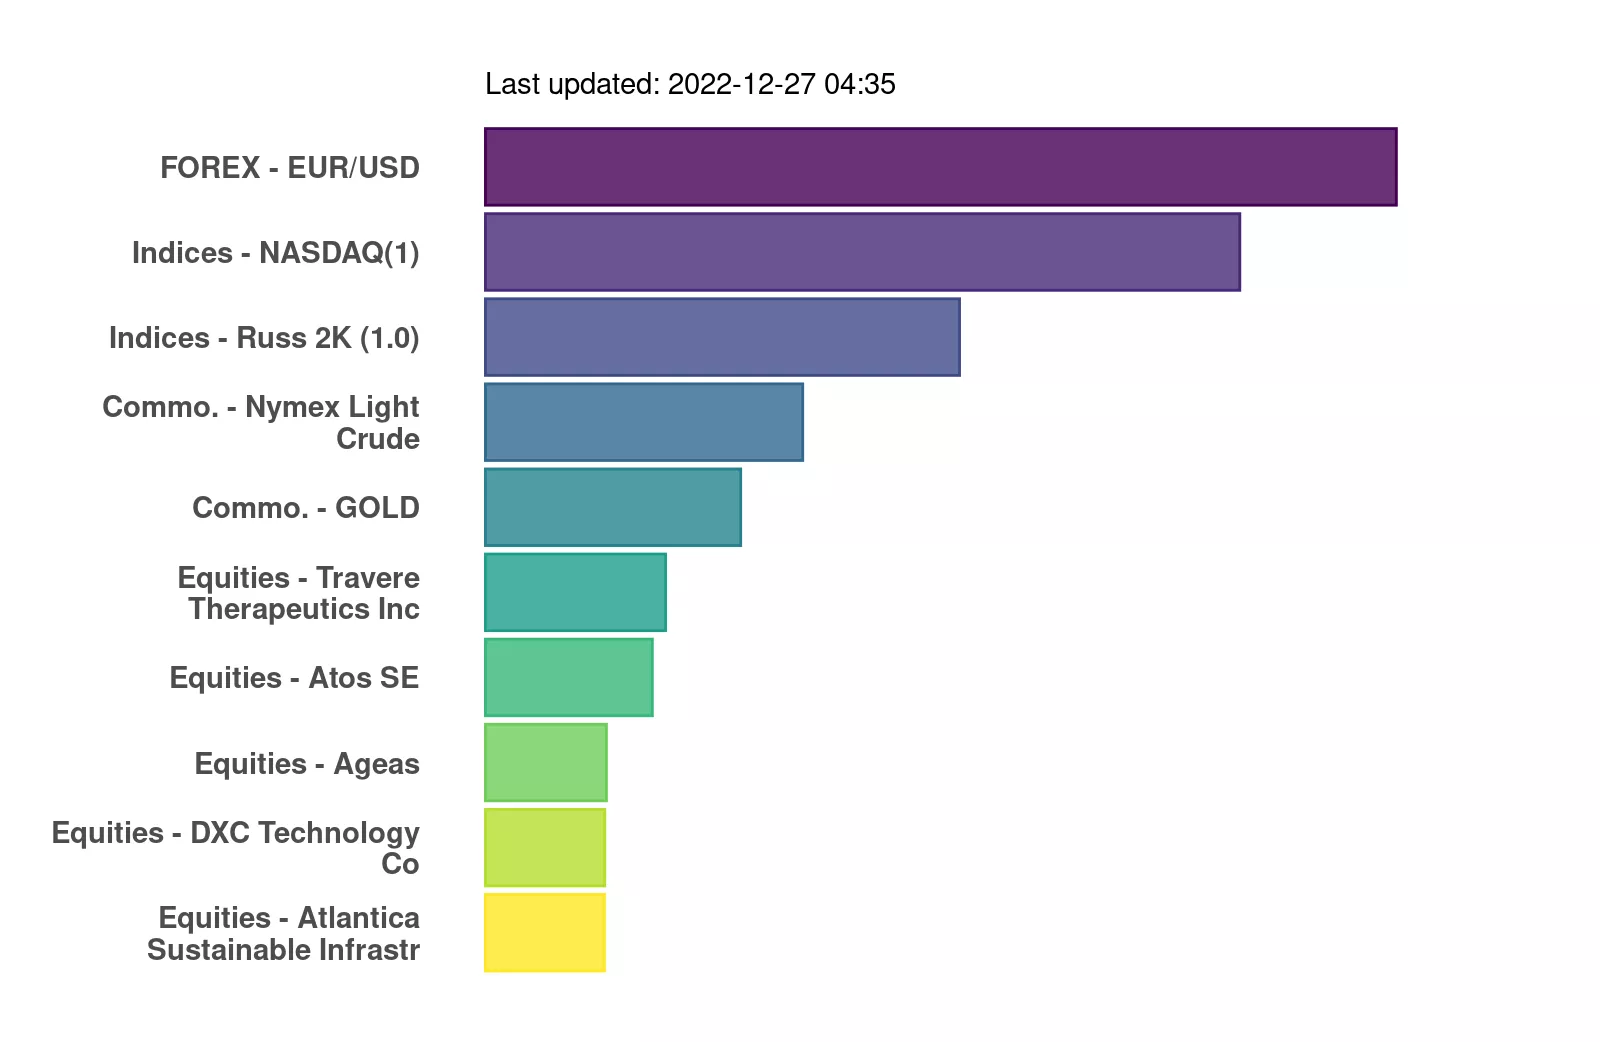 Last updated: 2022-12-27 04:35
FOREX - EUR/USD
Indices - NASDAQ(1)
Indices - Russ 2K (1.0)
Commo. - Nymex Light
Crude
Commo. - GOLD
Equities - Travere
Therapeutics Inc
Equities - Atos SE
Equities - Ageas
Equities - DXC Technology
Co
Equities - Atlantica
Sustainable Infrastr